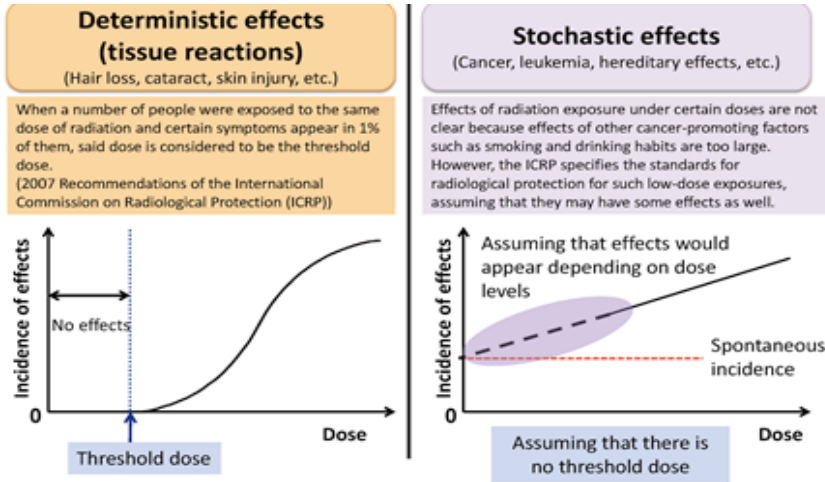 Deterministic effects
(tissue reactions)
(Hair loss, cataract, skin injury, etc.)
When a number of people were exposed to the same
dose of radiation and certain symptoms appear in 1%
of them, said dose is considered to be the threshold
dose.
(2007 Recommendations of the International
Commission on Radiological Protection (ICRP))
Incidence of effects
No effects
0
Dose
Threshold dose
Stochastic effects
(Cancer, leukemia, hereditary effects, etc.)
Effects of radiation exposure under certain doses are not
clear because effects of other cancer-promoting factors
such as smoking and drinking habits are too large.
However, the ICRP specifies the standards for
radiological protection for such low-dose exposures,
assuming that they may have some effects as well.
Incidence of effects
Assuming that effects would
appear depending on dose
levels
Spontaneous
incidence
0
Dose
Assuming that there is
no threshold dose